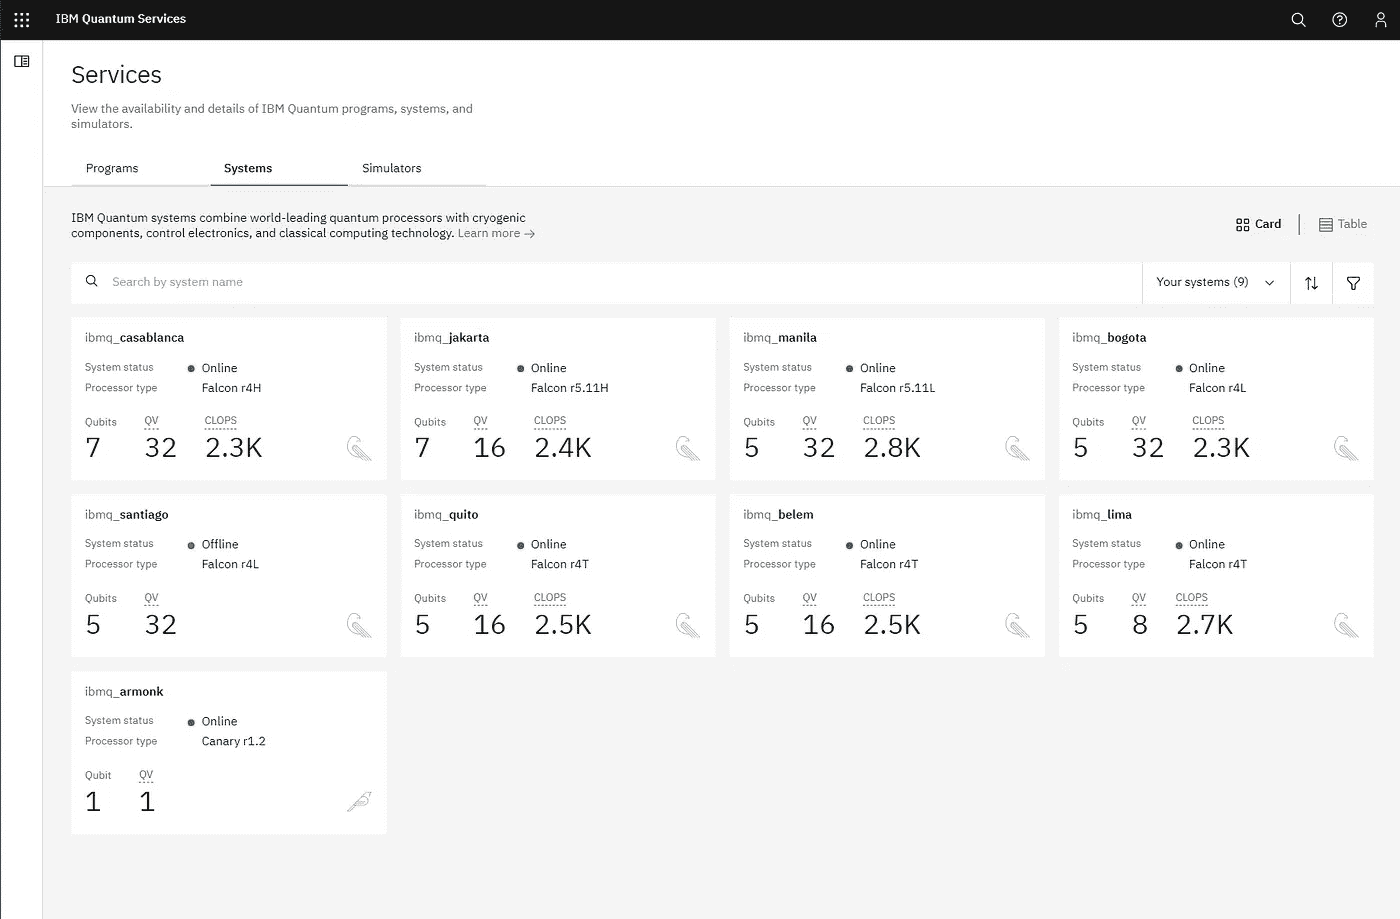 IBM Quantum Services
Services
View the availability and details of IBM Quantum programs, systems, and
simulators.
Programs
Systems
Simulators
IBM Quantum systems combine world-leading quantum processors with cryogenic
components, control electronics, and classical computing technology. Learn more →
Card
Table
Search by system name
Your systems (9)
ibmq_casablanca
System status Online
Processor type Falcon r4H
Qubits QV CLOPS
7 32 2.3K
ibmq_jakarta
System status Online
Processor type Falcon r5.11H
Qubits QV CLOPS
7 16 2.4K
ibmq_manila
System status Online
Processor type Falcon r5.11L
Qubits QV CLOPS
5 32 2.8K
ibmq_bogota
System status Online
Processor type Falcon r4L
Qubits QV CLOPS
5 32 2.3K
ibmq_santiago
System status Offline
Processor type Falcon r4L
Qubits QV
5 32
ibmq_quito
System status Online
Processor type Falcon r4T
Qubits QV CLOPS
5 16 2.5K
ibmq_belem
System status Online
Processor type Falcon r4T
Qubits QV CLOPS
5 16 2.5K
ibmq_lima
System status Online
Processor type Falcon r4T
Qubits QV CLOPS
5 8 2.7K
ibmq_armonk
System status Online
Processor type Canary r1.2
Qubit QV
1 1